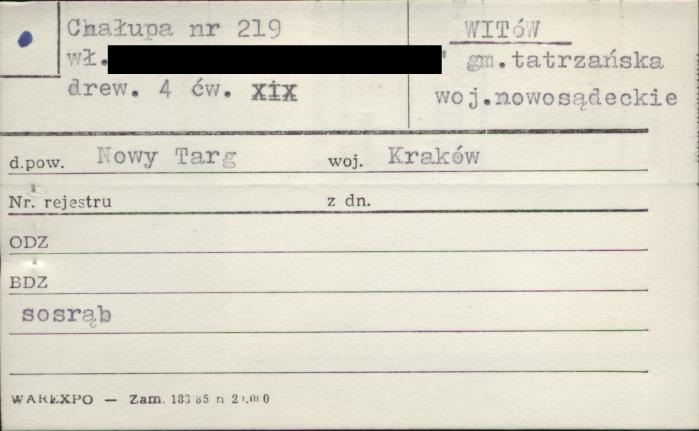 Chałupa nr 219
wł.
drew. 4 ćw. XIX
WITÓW
gm.tatrzańska
woj.nowosądeckie
d.pow. Nowy Targ woj. Kraków
Nr. rejestru z dn.
ODZ
BDZ
sosrąb
WAREXPO — Zam.